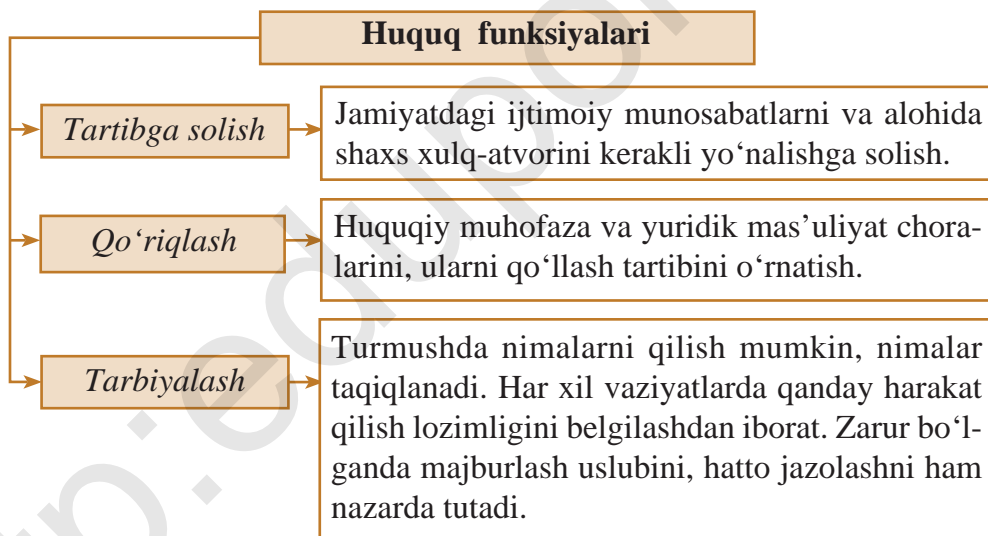 Huquq funksiyalari
Tartibga solish
Jamiyatdagi ijtimoiy munosabatlarni va alohida
shaxs xulq-atvorini kerakli yo‘nalishga solish.
Qo‘riqlash
Huquqiy muhofaza va yuridik mas’uliyat chora-
larini, ularni qo‘llash tartibini o‘rnatish.
Tarbiyalash
Turmushda nimalarni qilish mumkin, nimalar
taqiqlanadi. Har xil vaziyatlarda qanday harakat
qilish lozimligini belgilashdan iborat. Zarur bo‘l-
ganda majburlash uslubini, hatto jazolashni ham
nazarda tutadi.